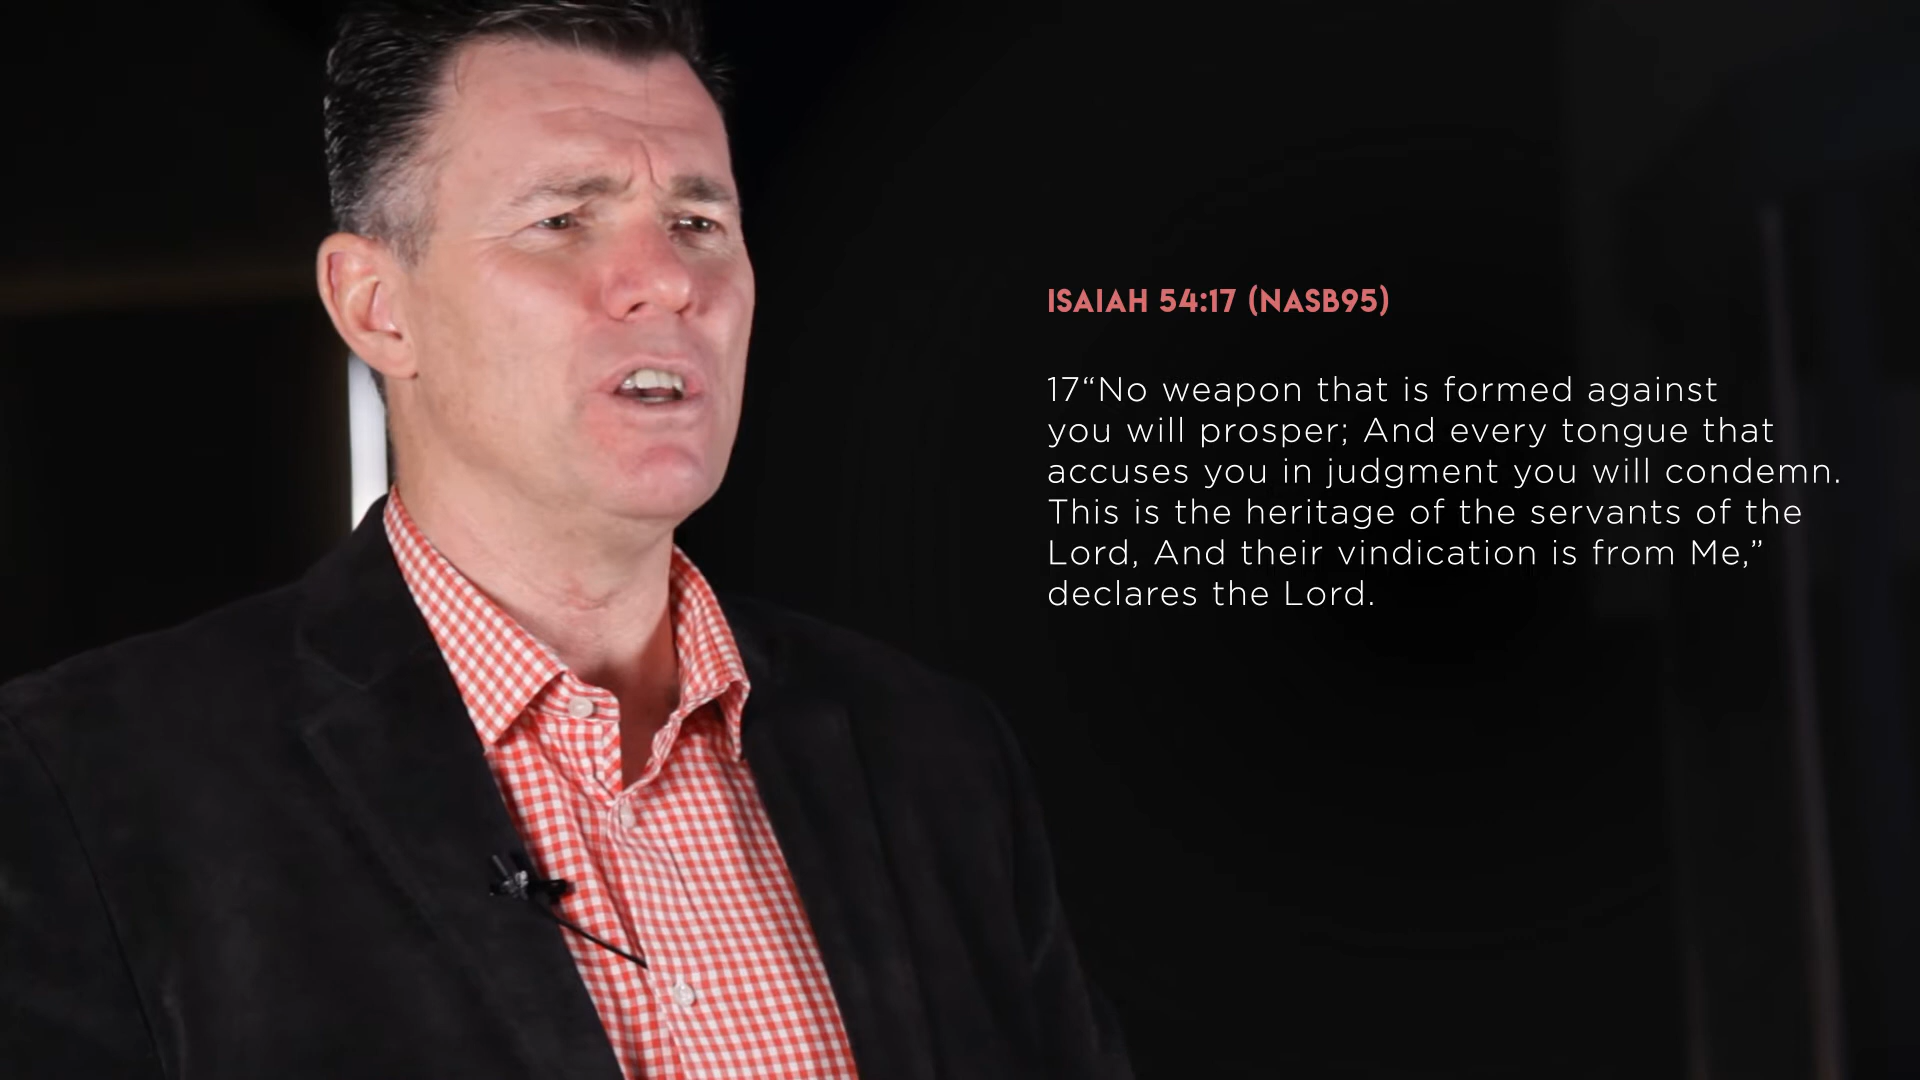 ISAIAH 54:17 (NASB95)
17“No weapon that is formed against
you will prosper; And every tongue that
accuses you in judgment you will condemn.
This is the heritage of the servants of the
Lord, And their vindication is from Me,”
declares the Lord.